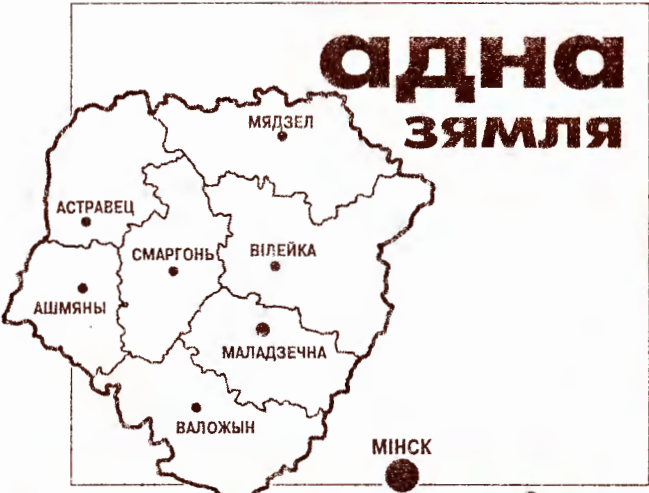 адна
зямля
МЯДЗЕЛ
АСТРАВЕЦ
СМАРГОНЬ
ВІЛЕЙКА
АШМЯНЫ
МАЛАДЗЕЧНА
ВАЛОЖЫН
МІНСК